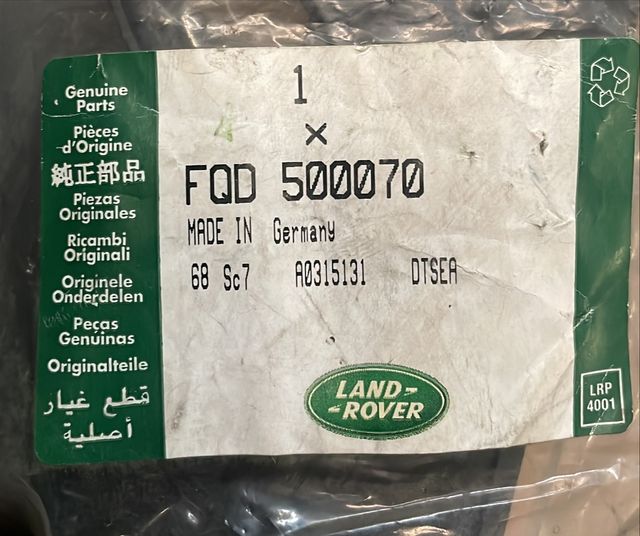 Genuine
Parts
Pièces
d'Origine
純正部品
Piezas
Originales
Ricambi
Originali
Originele
Onderdelen
Peças
Genuinas
Originalteile
قطع غيار
أصلية
1
X
FQD 500070
MADE IN Germany
68 Sc7 A0315131 DTSEA
LAND-
-ROVER
LRP
4001